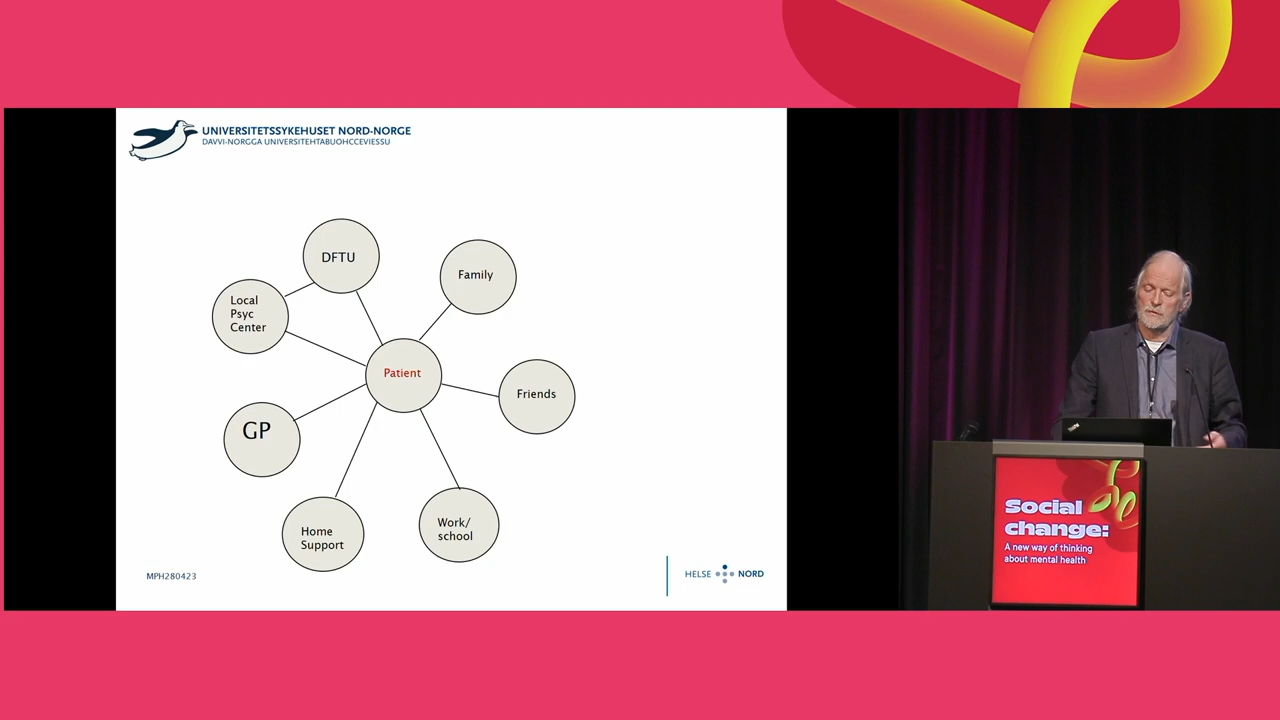 UNIVERSITETSSYKEHUSET NORD-NORGE
DAVVI-NORGGA UNIVERSITEHTABUOHCCEVIESSU
DFTU
Family
Local
Psyc
Center
Patient
Friends
GP
Home
Support
Work/
school
MPH280423
HELSE NORD
Social
change:
A new way of thinking
about mental health